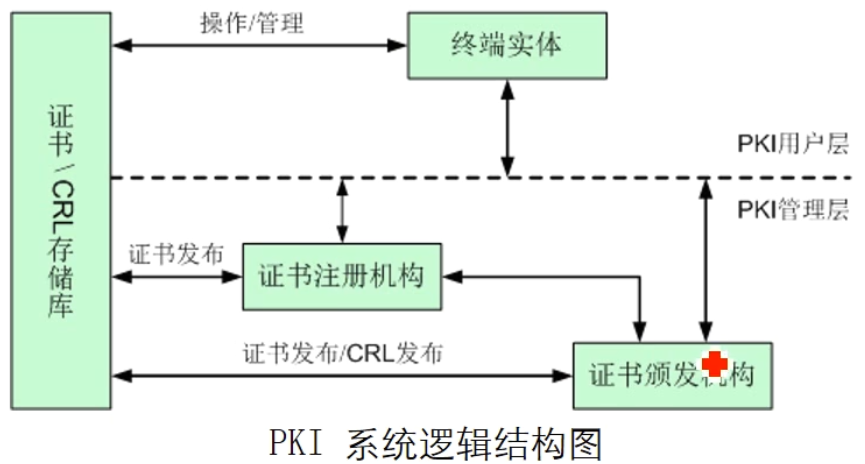 操作/管理
终端实体
证书\CRL存储库
PKI用户层
PKI管理层
证书发布
证书注册机构
证书发布/CRL发布
证书颁发机构
PKI 系统逻辑结构图